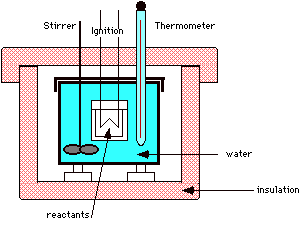 Stirrer
Ignition
Thermometer
water
insulation
reactants